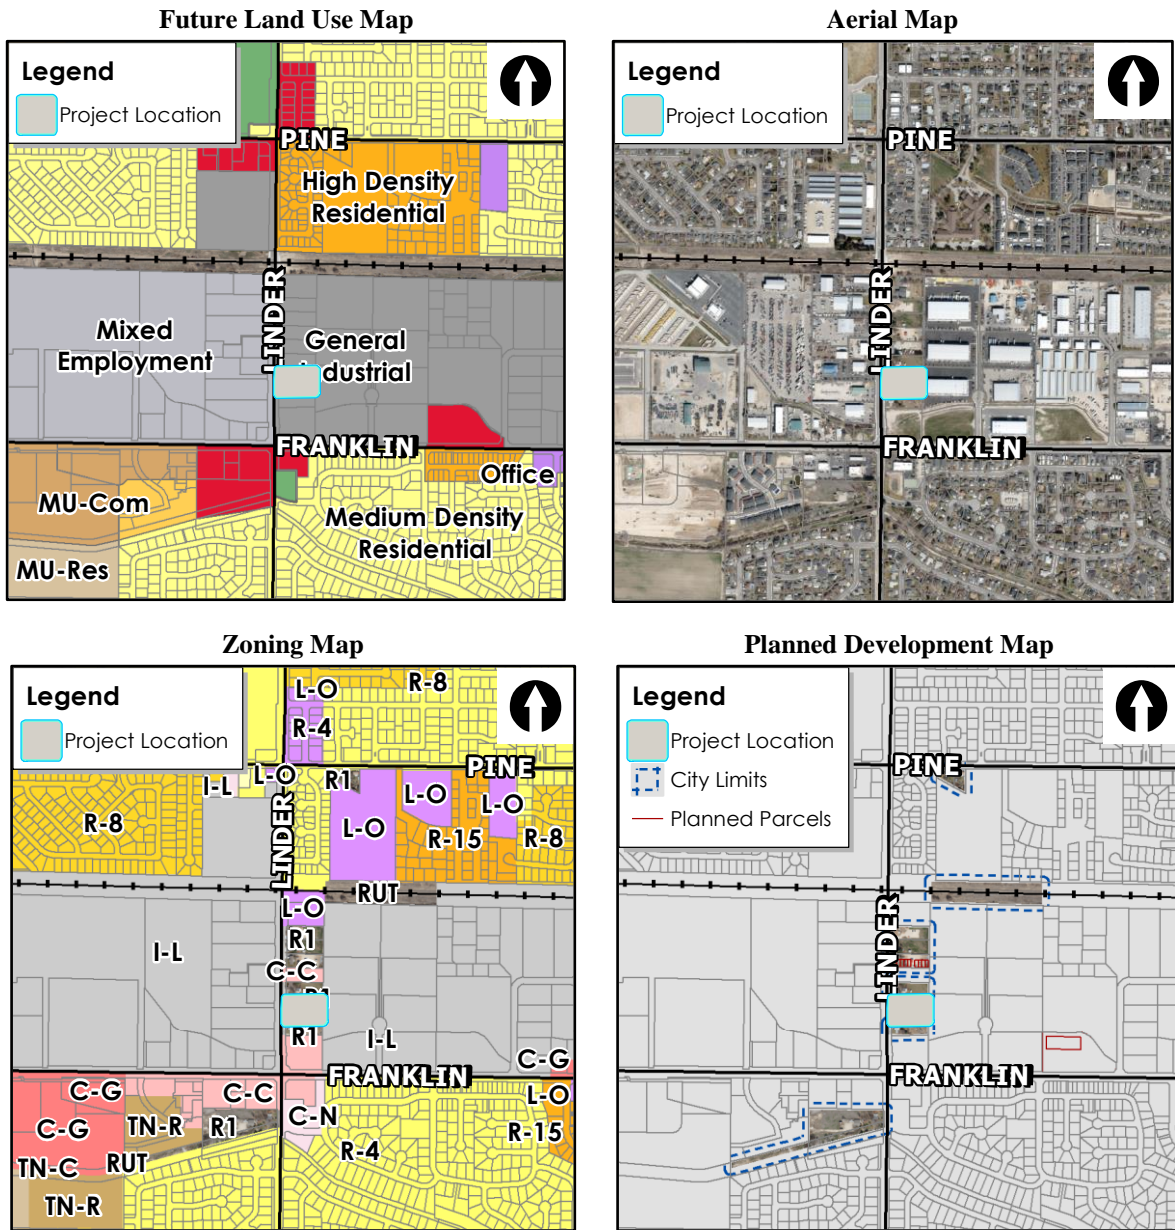 Future Land Use Map
Legend
Project Location
PINE
High Density
Residential
LINDER
Mixed
Employment
General
Industrial
FRANKLIN
Office
MU-Com
Medium Density
Residential
MU-Res
Aerial Map
Legend
Project Location
PINE
LINDER
FRANKLIN
Zoning Map
Legend
Project Location
R-8
L-O
R-4
PINE
L-O
I-L
R1
L-O
L-O
R-8
L-O
R-15
R-8
LINDER
RUT
L-O
R1
I-L
C-C
R1
R1
I-L
C-G
FRANKLIN
C-G
C-C
L-O
C-N
C-G
TN-R
R1
R-15
R-4
TN-C
RUT
TN-R
Planned Development Map
Legend
Project Location
City Limits
Planned Parcels
PINE
LINDER
FRANKLIN